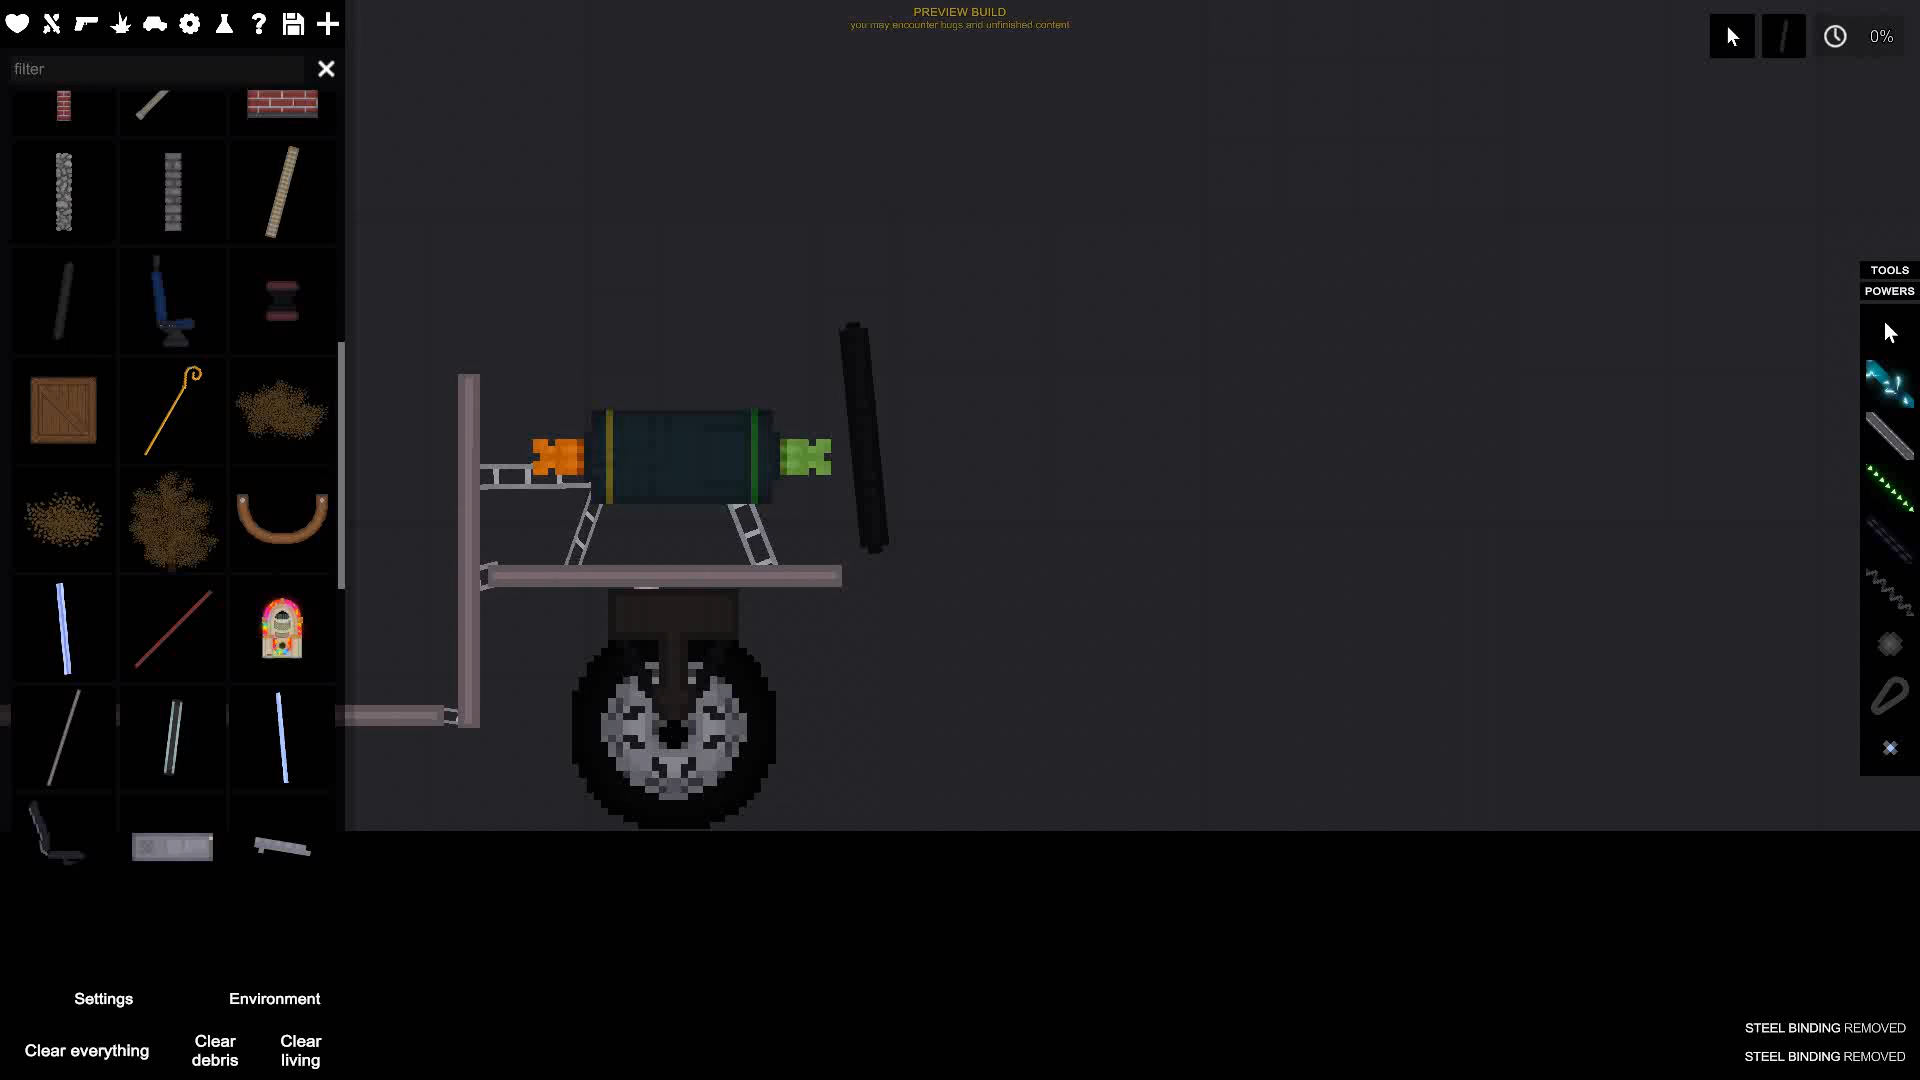 PREVIEW BUILD
you may encounter bugs and unfinished content
filter
0%
TOOLS
POWERS
Settings
Environment
Clear everything
Clear debris
Clear living
STEEL BINDING REMOVED
STEEL BINDING REMOVED